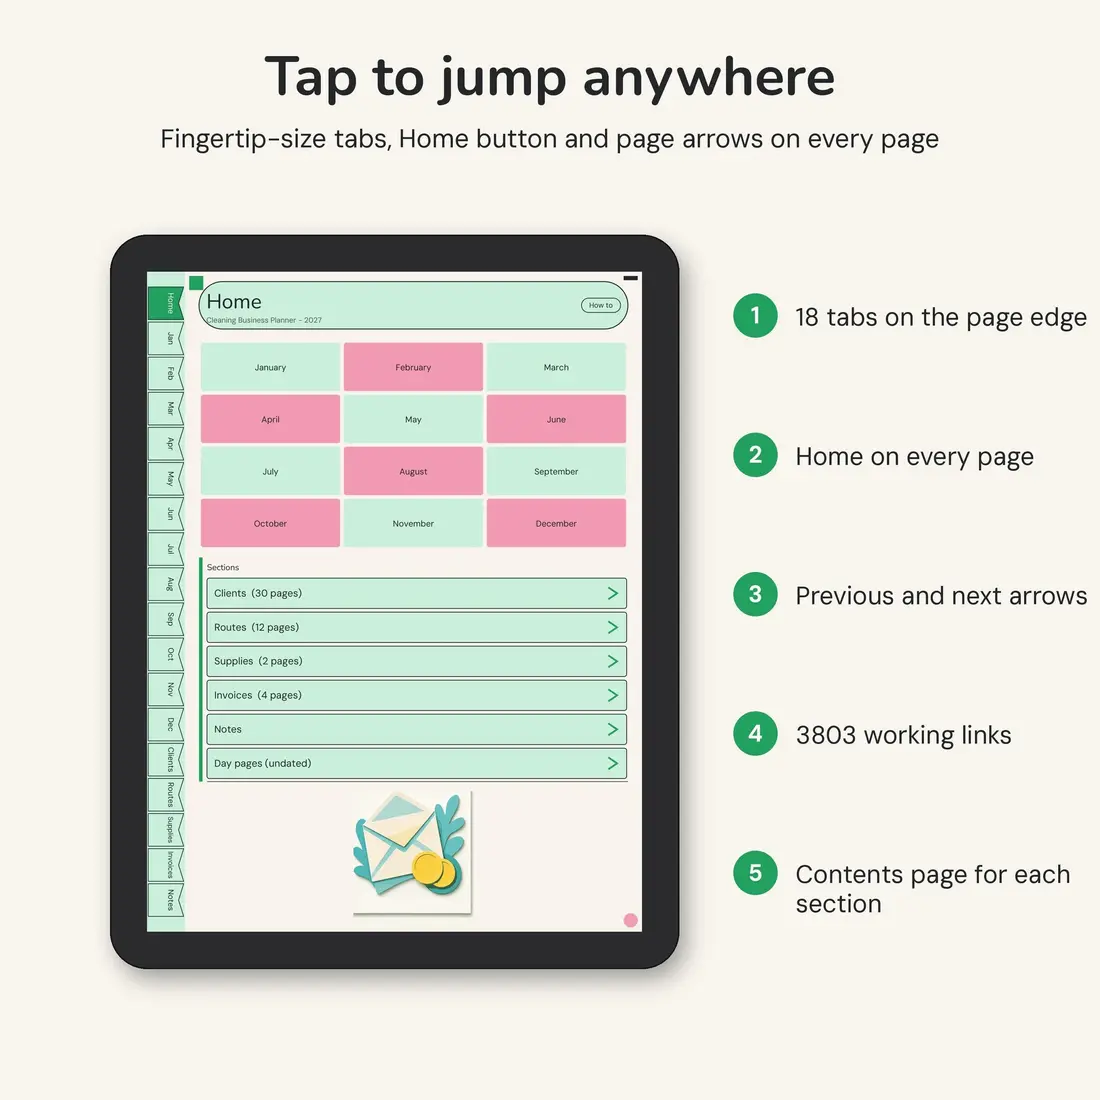 Tap to jump anywhere
Fingertip-size tabs, Home button and page arrows on every page
Home
Jan
Feb
Mar
Apr
May
Jun
Jul
Aug
Sep
Oct
Nov
Dec
Clients
Routes
Supplies
Invoices
Notes
Home
How to
Cleaning Business Planner - 2027
January February March
April May June
July August September
October November December
Sections
Clients (30 pages)
Routes (12 pages)
Supplies (2 pages)
Invoices (4 pages)
Notes
Day pages (undated)
1 18 tabs on the page edge
2 Home on every page
3 Previous and next arrows
4 3803 working links
5 Contents page for each
section